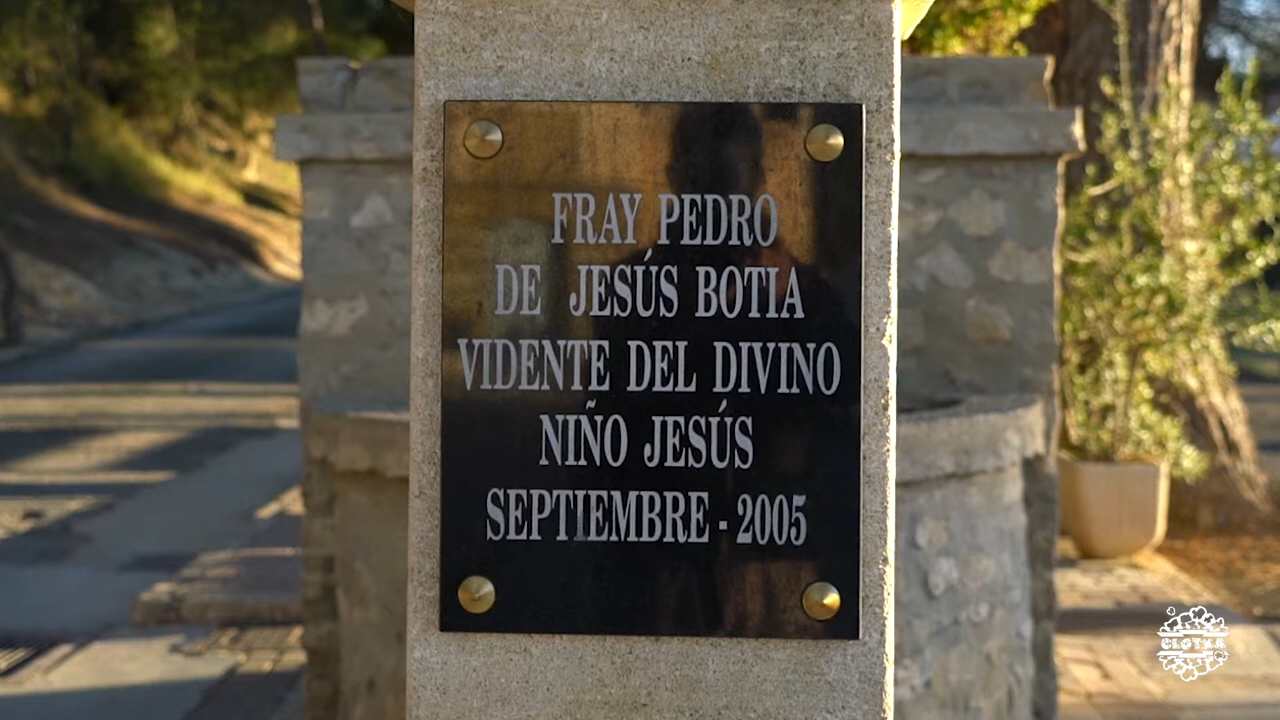 FRAY PEDRO
DE JESÚS BOTIA
VIDENTE DEL DIVINO
NIÑO JESÚS
SEPTIEMBRE - 2005
CLOTXA